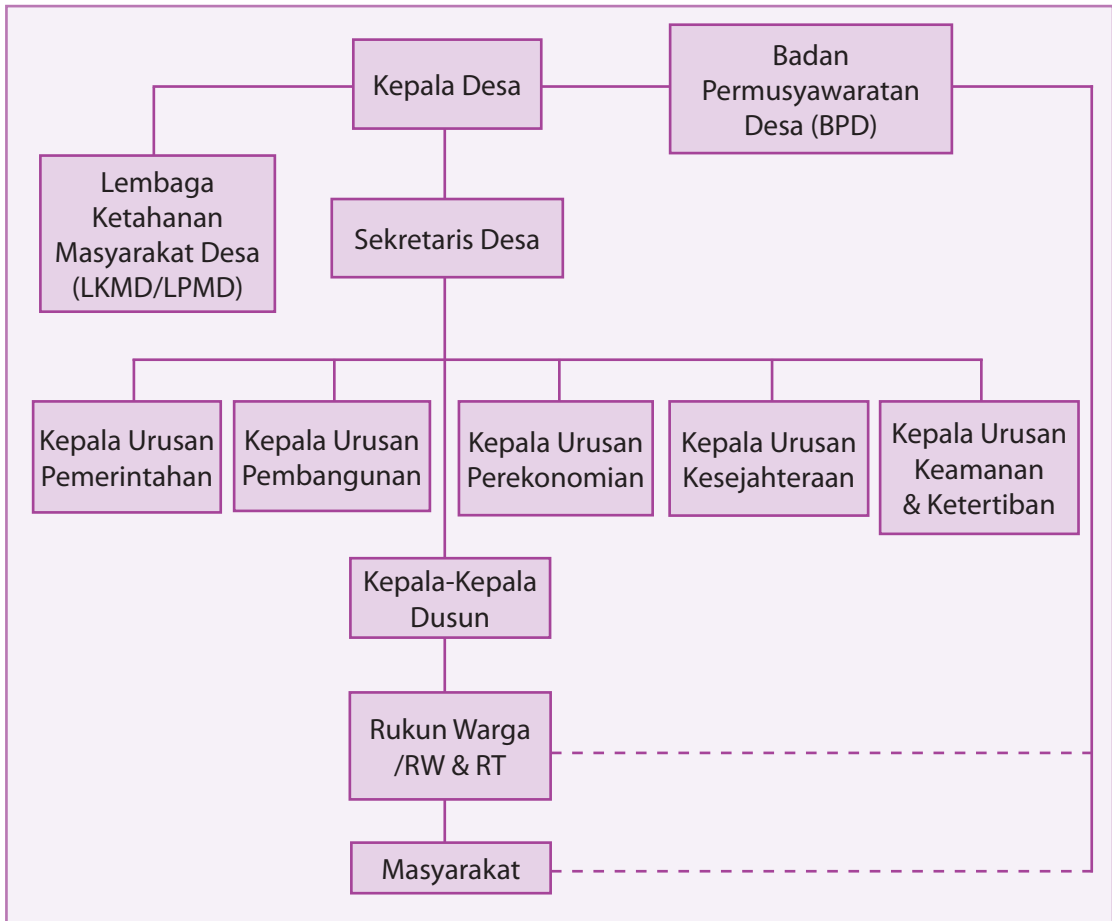 Kepala Desa
Badan
Permusyawaratan
Desa (BPD)
Lembaga
Ketahanan
Masyarakat Desa
(LKMD/LPMD)
Sekretaris Desa
Kepala Urusan
Pemerintahan
Kepala Urusan
Pembangunan
Kepala Urusan
Perekonomian
Kepala Urusan
Kesejahteraan
Kepala Urusan
Keamanan
& Ketertiban
Kepala-Kepala
Dusun
Rukun Warga
/RW & RT
Masyarakat